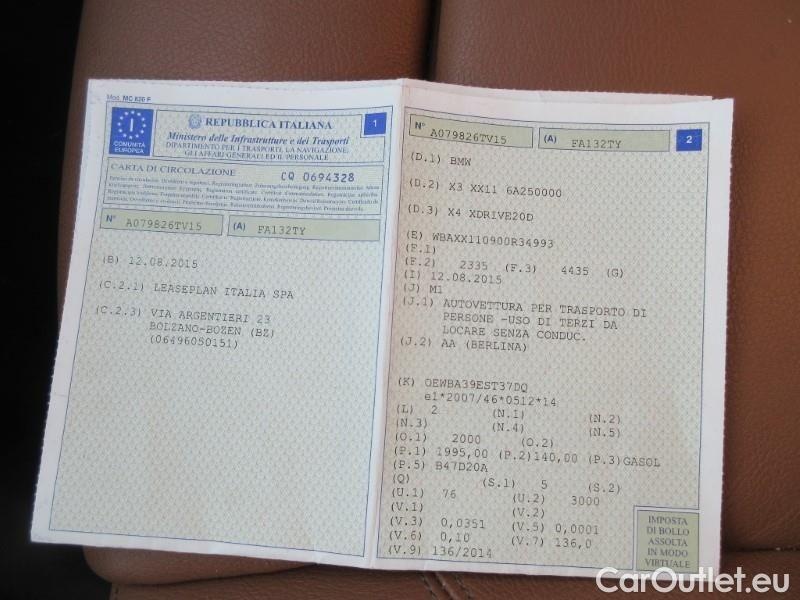 Mod. MC 820 F
REPUBBLICA ITALIANA
1
I
COMUNITÀ
EUROPEA
Ministero delle Infrastrutture e dei Trasporti
DIPARTIMENTO PER I TRASPORTI, LA NAVIGAZIONE,
GLI AFFARI GENERALI ED IL PERSONALE
CARTA DI CIRCOLAZIONE
CQ 0694328
N° A079826TV15 (A) FA132TY
(B) 12.08.2015
(C.2.1) LEASEPLAN ITALIA SPA
(C.2.3) VIA ARGENTIERI 23
BOLZANO-BOZEN (BZ)
(06496050151)
N° A079826TV15 (A) FA132TY 2
(D.1) BMW
(D.2) X3 XX11 6A250000
(D.3) X4 XDRIVE20D
(E) WBAXX110900R34993
(F.1)
(F.2) 2335 (F.3) 4435 (G)
(I) 12.08.2015
(J) M1
(J.1) AUTOVETTURA PER TRASPORTO DI
PERSONE -USO DI TERZI DA
LOCARE SENZA CONDUC.
(J.2) AA (BERLINA)
(K) OEWBA39EST37DQ
e1*2007/46*0512*14
(L) 2 (N.1) (N.2)
(N.3) (N.4) (N.5)
(O.1) 2000 (O.2)
(P.1) 1995,00 (P.2)140,00 (P.3)GASOL
(P.5) B47D20A
(Q) (S.1) 5 (S.2)
(U.1) 76 (U.2) 3000
(V.1) (V.2)
(V.3) 0,0351 (V.5) 0,0001
(V.6) 0,10 (V.7) 136,0
(V.9) 136/2014
IMPOSTA
DI BOLLO
ASSOLTA
IN MODO
VIRTUALE
CarOutlet.eu